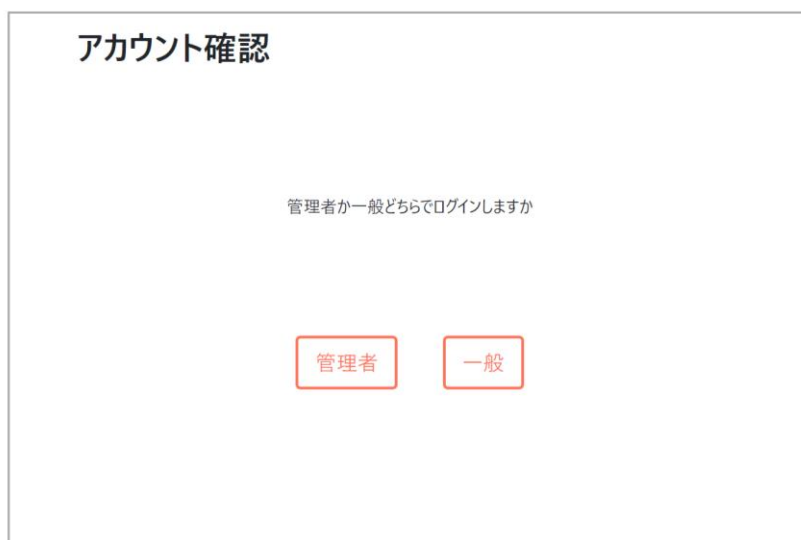 アカウント確認
管理者か一般どちらでログインしますか
管理者
一般